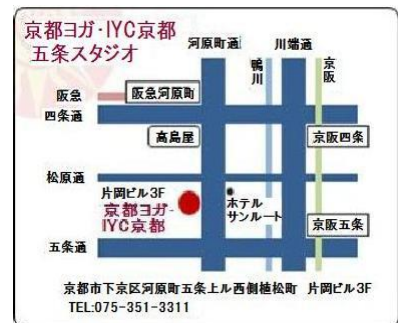 京都ヨガ・IYC京都
五条スタジオ
河原町通
川端通
鴨川
京阪
阪急
阪急河原町
四条通
高島屋
京阪四条
松原通
片岡ビル3F
京都ヨガ・
IYC京都
ホテル
サンルート
京阪五条
五条通
京都市下京区河原町五条上ル西側植松町 片岡ビル3F
TEL:075-351-3311